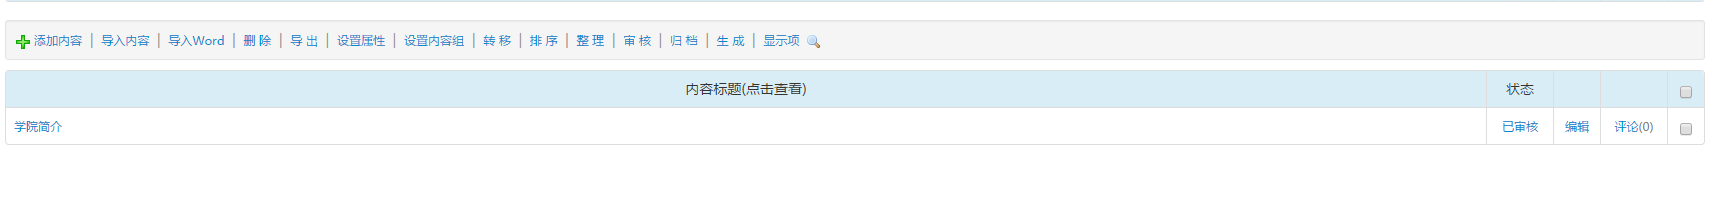 添加内容 | 导入内容 | 导入Word | 删 除 | 导 出 | 设置属性 | 设置内容组 | 转 移 | 排 序 | 整 理 | 审 核 | 归 档 | 生 成 | 显示项
内容标题(点击查看) 状态
学院简介 已审核 编辑 评论(0)